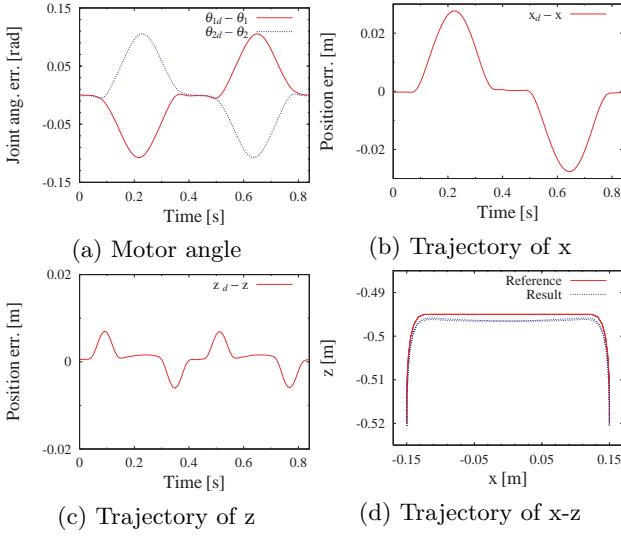 θ1d − θ1
θ2d − θ2
0.15
0.05
-0.05
-0.15
Joint ang. err. [rad]
0 0.2 0.4 0.6 0.8
Time [s]
(a) Motor angle
xd − x
0.02
0
-0.02
Position err. [m]
0 0.2 0.4 0.6 0.8
Time [s]
(b) Trajectory of x
z d − z
0.02
0
-0.02
Position err. [m]
0 0.2 0.4 0.6 0.8
Time [s]
(c) Trajectory of z
Reference
Result
-0.49
-0.5
-0.51
-0.52
z [m]
-0.15 -0.05 0.05 0.15
x [m]
(d) Trajectory of x-z